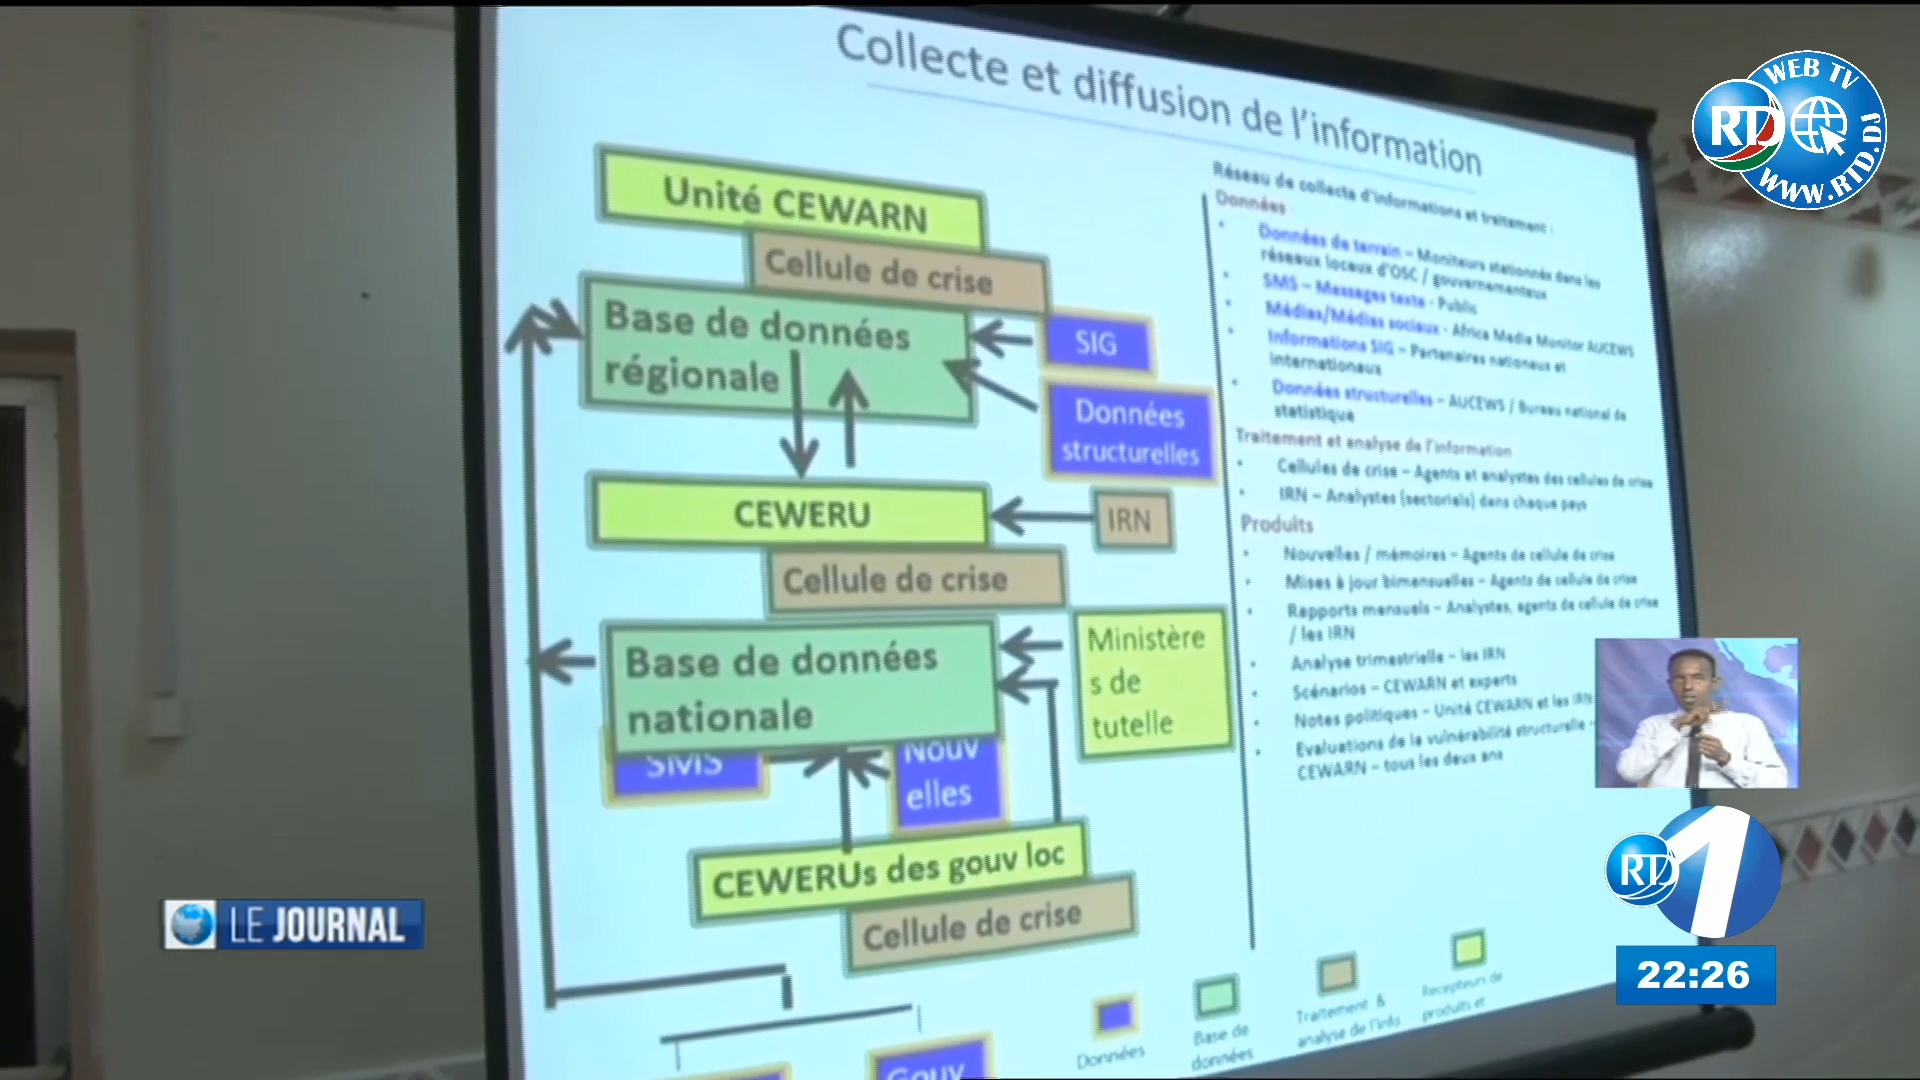 Collecte et diffusion de l'information
Unité CEWARN
Cellule de crise
Base de données
régionale
SIG
Données
structurelles
CEWERU
IRN
Cellule de crise
Base de données
nationale
Ministère
s de
tutelle
SMS
Nouv
elles
CEWERUs des gouv loc
Cellule de crise
Gouv
Réseau de collecte d'informations et traitement :
Données
Données de terrain – Moniteurs stationnés dans les
réseaux locaux d'OSC / gouvernementaux
SMS – Messages texte - Public
Médias/Médias sociaux - Africa Media Monitor AUCEWS
Informations SIG – Partenaires nationaux et
internationaux
Données structurelles – AUCEWS / Bureau national de
statistique
Traitement et analyse de l'information
Cellules de crise – Agents et analystes des cellules de crise
IRN – Analystes (sectoriels) dans chaque pays
Produits
Nouvelles / mémoires – Agents de cellule de crise
Mises à jour bimensuelles – Agents de cellule de crise
Rapports mensuels – Analystes, agents de cellule de crise
/ les IRN
Analyse trimestrielle – les IRN
Scénarios – CEWARN et experts
Notes politiques – Unité CEWARN et les IRN
Evaluations de la vulnérabilité structurelle –
CEWARN – tous les deux ans
Données
Base de
données
Traitement &
analyse de l'info
Recepteurs de
produits et
WEB TV
RTD
WWW.RTD.DJ
LE JOURNAL
RTD
1
22:26